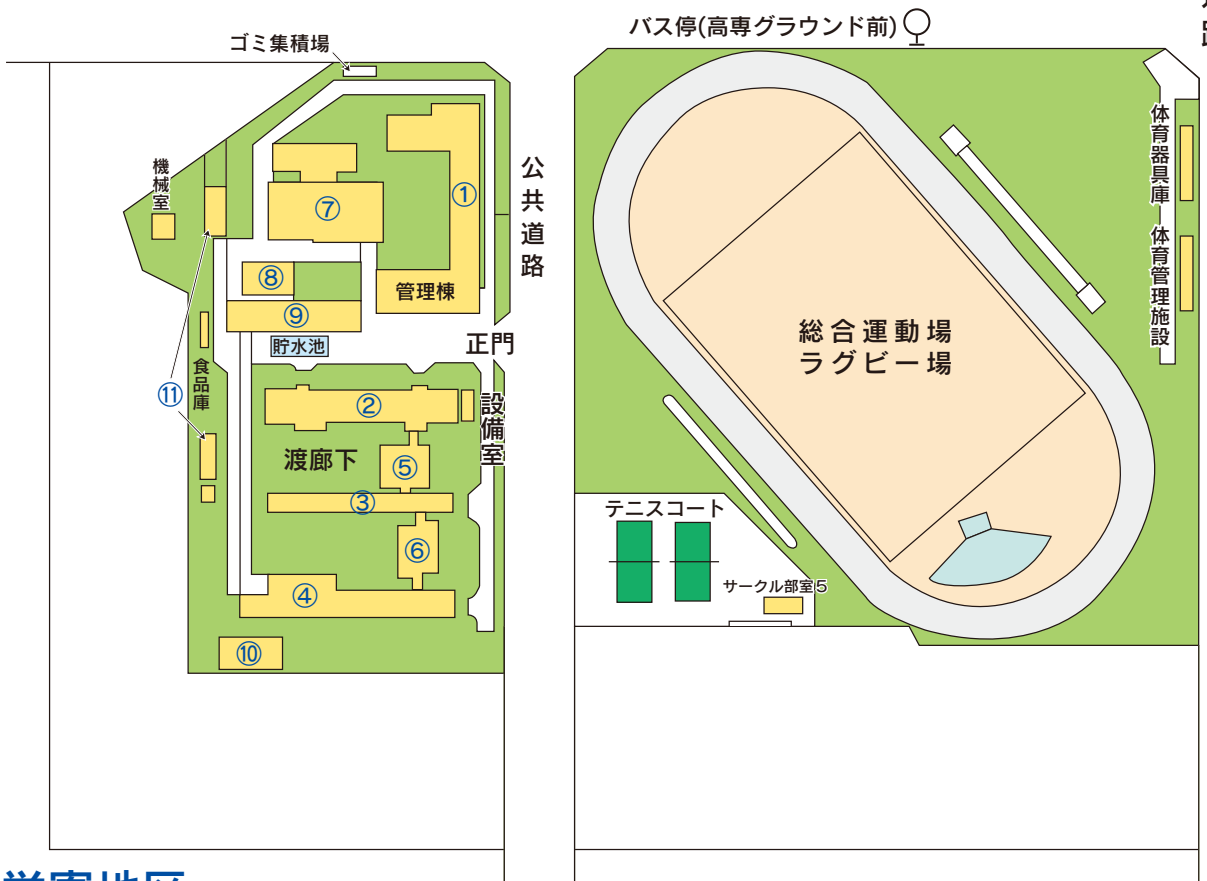 バス停(高専グラウンド前)
ゴミ集積場
機械室
公共道路
①
⑦
⑧
管理棟
⑨
貯水池
正門
食品庫
⑪
②
設備室
渡廊下
⑤
③
⑥
④
⑩
体育器具庫
体育管理施設
総合運動場
ラグビー場
テニスコート
サークル部室5